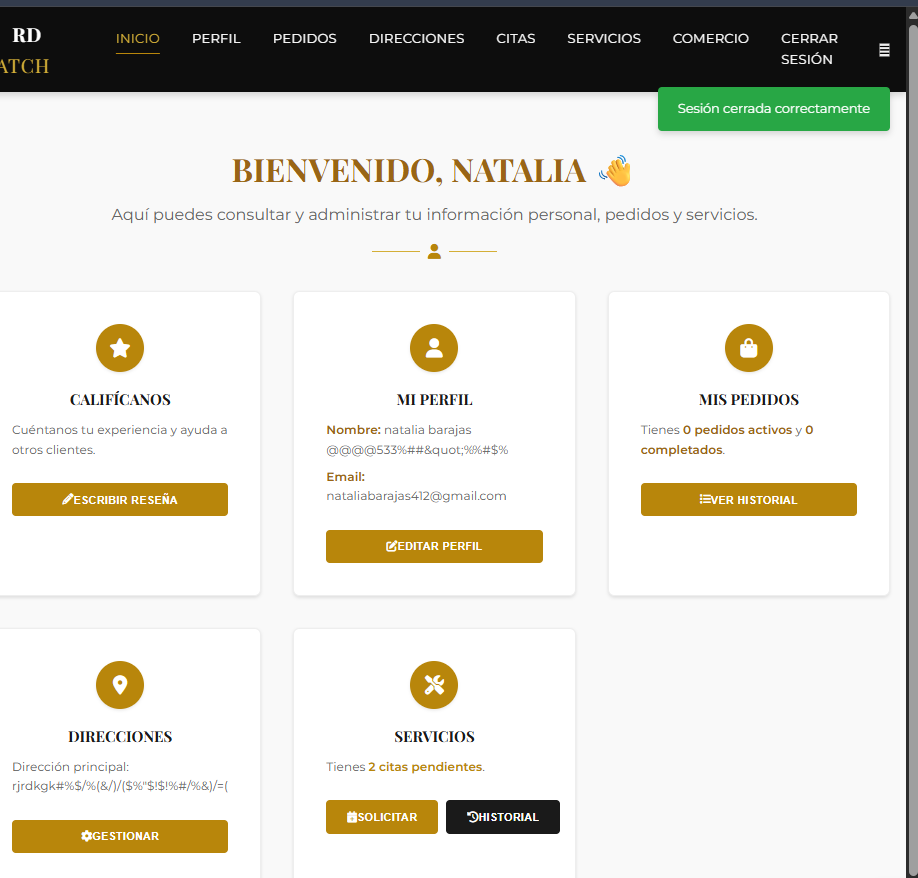 RD
ATCH
INICIO PERFIL PEDIDOS DIRECCIONES CITAS SERVICIOS COMERCIO CERRAR SESIÓN
Sesión cerrada correctamente
BIENVENIDO, NATALIA 👋
Aquí puedes consultar y administrar tu información personal, pedidos y servicios.
CALIFÍCANOS
Cuéntanos tu experiencia y ayuda a
otros clientes.
ESCRIBIR RESEÑA
MI PERFIL
Nombre: natalia barajas
@@@@533%##&quot;%%#$%
Email:
nataliabarajas412@gmail.com
EDITAR PERFIL
MIS PEDIDOS
Tienes 0 pedidos activos y 0
completados.
VER HISTORIAL
DIRECCIONES
Dirección principal:
rjrdkgk#%$/%(&/)/($%"$!$!%#/%&)/=(
GESTIONAR
SERVICIOS
Tienes 2 citas pendientes.
SOLICITAR
HISTORIAL